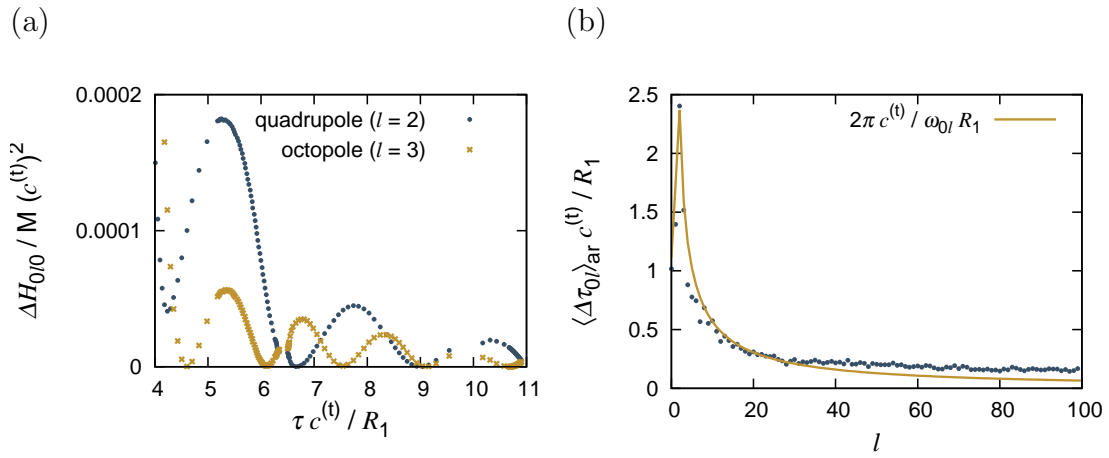 (a)
0.0002
0.0001
0
4 5 6 7 8 9 10 11
ΔH₀ₗ₀ / M (c⁽ᵗ⁾)²
τ c⁽ᵗ⁾ / R₁
quadrupole (l = 2)
octopole (l = 3)
(b)
2.5
2
1.5
1
0.5
0
0 20 40 60 80 100
⟨Δτ₀ₗ⟩ₐᵣ c⁽ᵗ⁾ / R₁
l
2π c⁽ᵗ⁾ / ω₀ₗ R₁